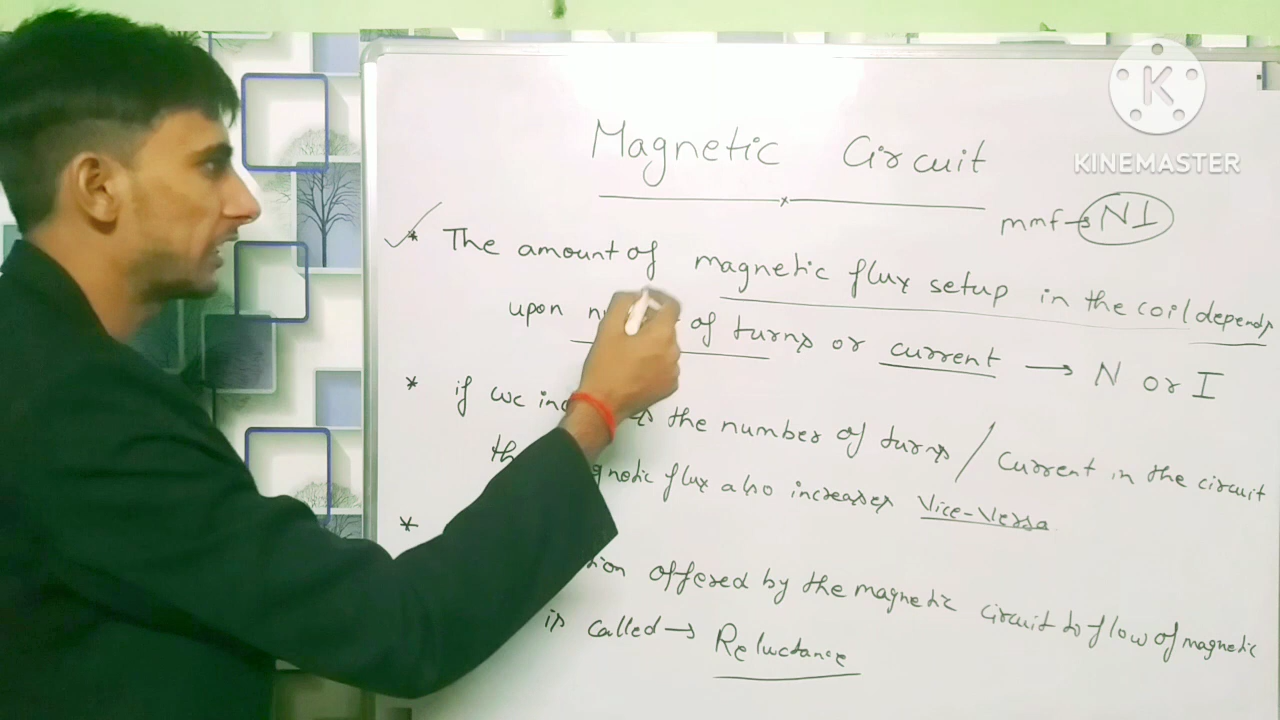 Magnetic Circuit
K
KINEMASTER
mmf → NI
* The amount of magnetic flux setup in the coil depends
upon of turns or current → N or I
* if we the number of turns / current in the circuit
flux also increases Vice-Versa
*
offered by the magnetic circuit to flow of magnetic
is called → Reluctance